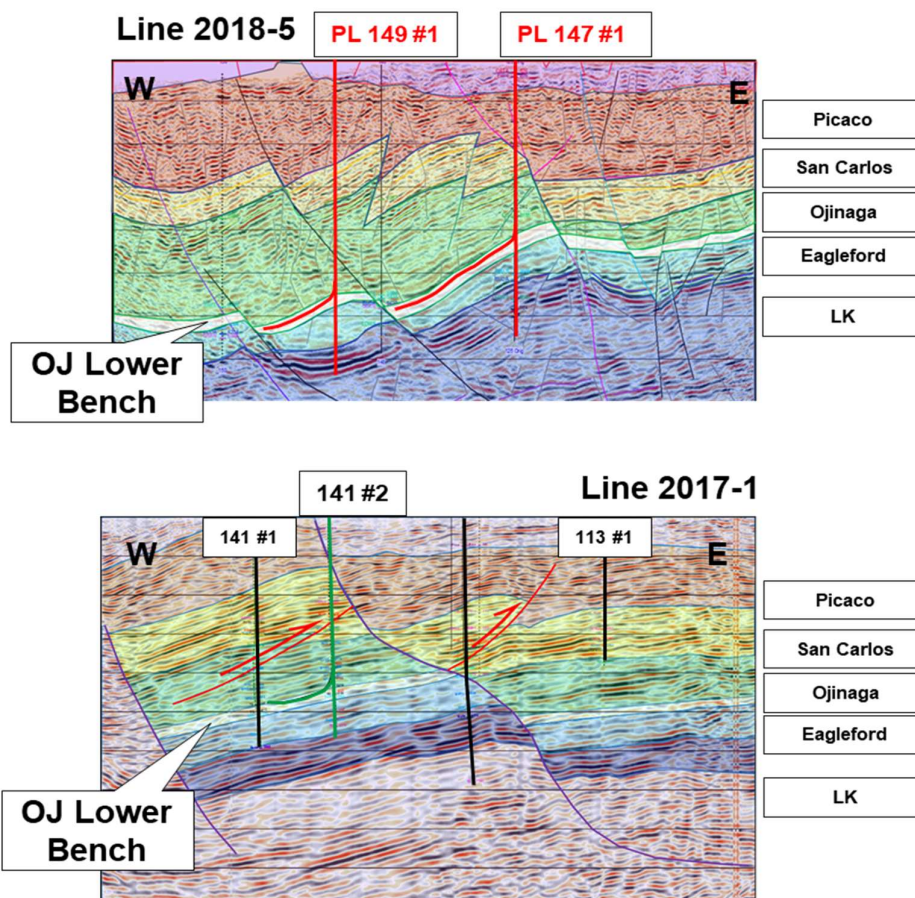 Line 2018-5
PL 149 #1
PL 147 #1
W
E
Picaco
San Carlos
Ojinaga
Eagleford
LK
OJ Lower
Bench
Line 2017-1
141 #2
141 #1
113 #1
W
E
Picaco
San Carlos
Ojinaga
Eagleford
LK
OJ Lower
Bench